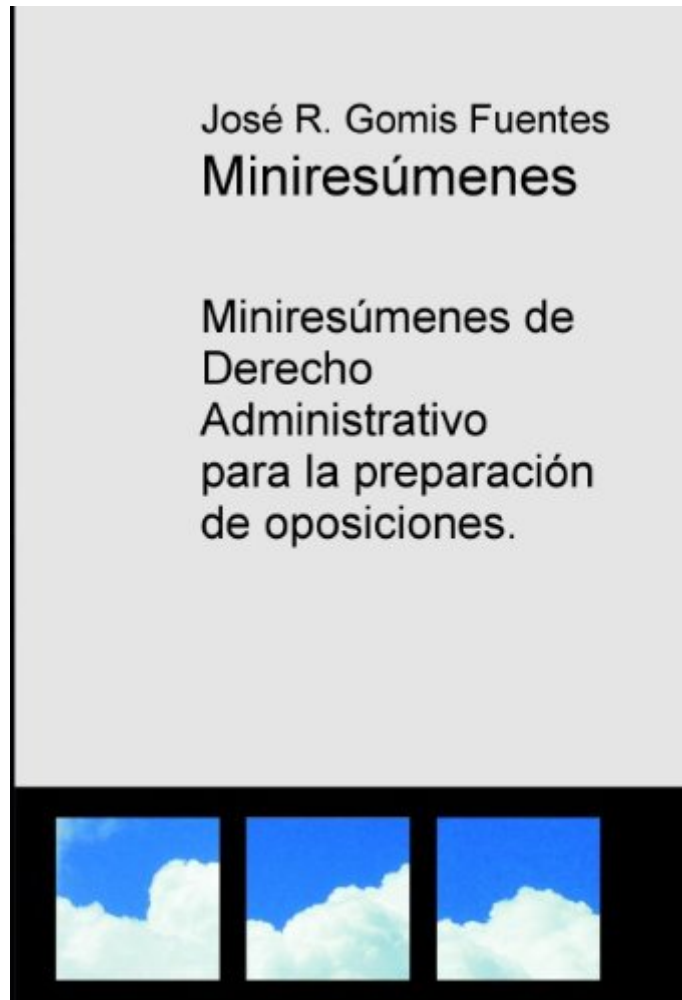 José R. Gomis Fuentes
Miniresúmenes
Miniresúmenes de
Derecho
Administrativo
para la preparación
de oposiciones.